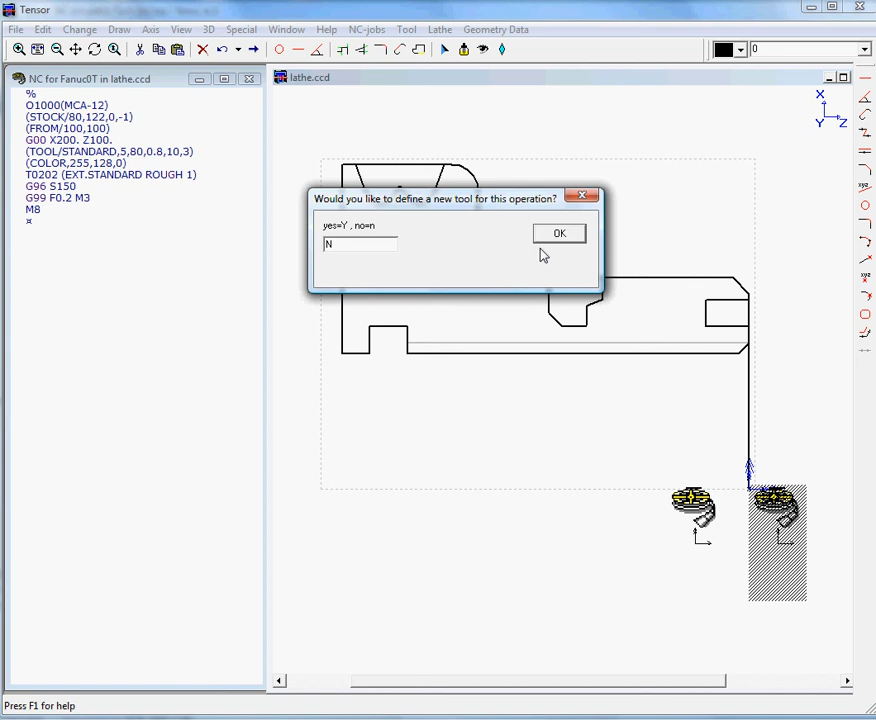 Tensor
File Edit Change Draw Axis View Special 3D Window Help NC-jobs Tool Lathe Geometry Data
0
NC for Fanuc0T in lathe.ccd
lathe.ccd
%
O1000(MCA-12)
(STOCK/80,122,0,-1)
(FROM/100,100)
G00 X200. Z100.
(TOOL/STANDARD,5,80,0.8,10,3)
(COLOR,255,128,0)
T0202 (EXT.STANDARD ROUGH 1)
G96 S150
G99 F0.2 M3
M8
¤
X
Y Z
Would you like to define a new tool for this operation?
yes=Y , no=n
N
OK
xyz
xyz
Press F1 for help